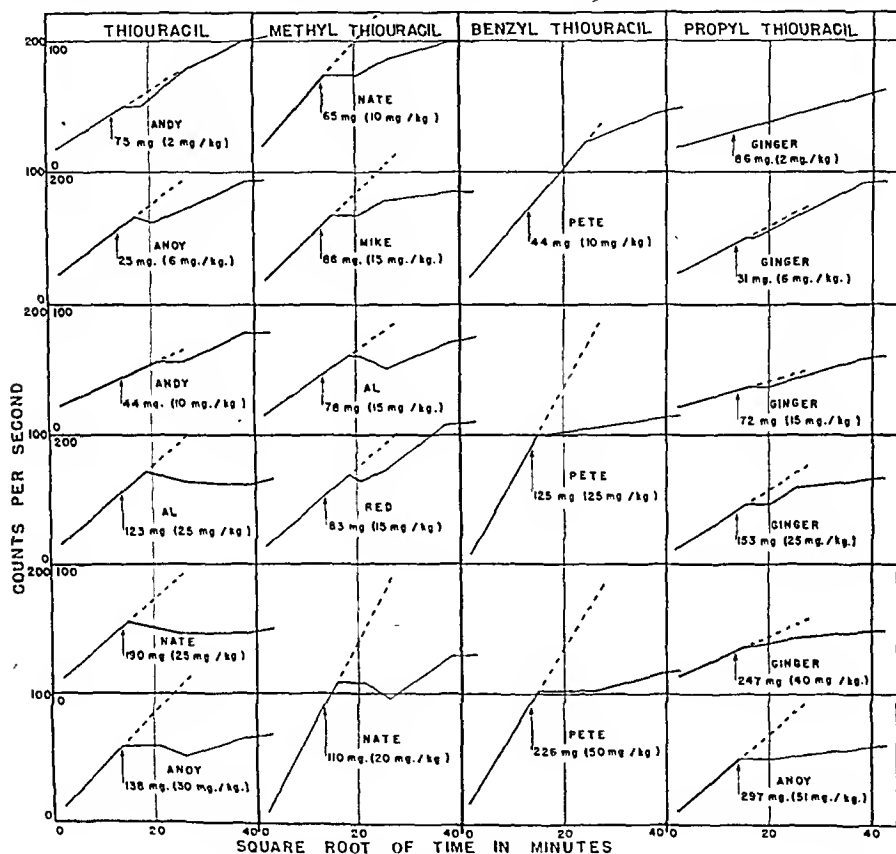 THIOURACIL METHYL THIOURACIL BENZYL THIOURACIL PROPYL THIOURACIL
200 100
ANDY
75 mg (2 mg/kg)
NATE
65 mg (10 mg/kg)
GINGER
86 mg. (2 mg/kg)
100 0
200
ANOY
25 mg (6 mg/kg.)
MIKE
86 mg. (15 mg./kg.)
PETE
44 mg (10 mg/kg)
GINGER
31 mg. (6 mg./kg.)
0
200 100
ANDY
44 mg. (10 mg/kg)
AL
78 mg (15 mg/kg.)
GINGER
72 mg (15 mg/kg)
100 0
200
AL
123 mg (25 mg/kg)
RED
83 mg (15 mg/kg)
PETE
125 mg (25 mg/kg)
GINGER
153 mg (25 mg./kg.)
0
200 100
NATE
190 mg (25 mg/kg)
GINGER
247 mg (40 mg/kg.)
100 0
ANOY
138 mg. (30 mg/kg.)
NATE
110 mg. (20 mg/kg.)
PETE
226 mg (50 mg/kg)
ANOY
297 mg. (51 mg./kg.)
0
0 20 40 0 20 40 0 20 40 0 20 40
COUNTS PER SECOND
SQUARE ROOT OF TIME IN MINUTES